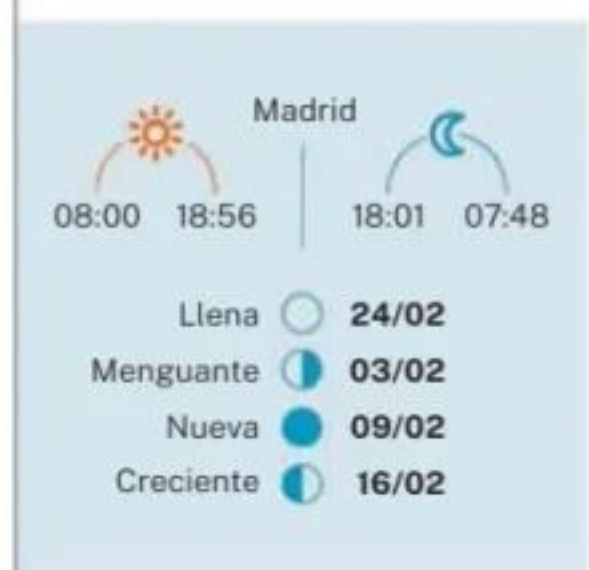 Madrid
08:00 18:56 18:01 07:48
Llena 24/02
Menguante 03/02
Nueva 09/02
Creciente 16/02